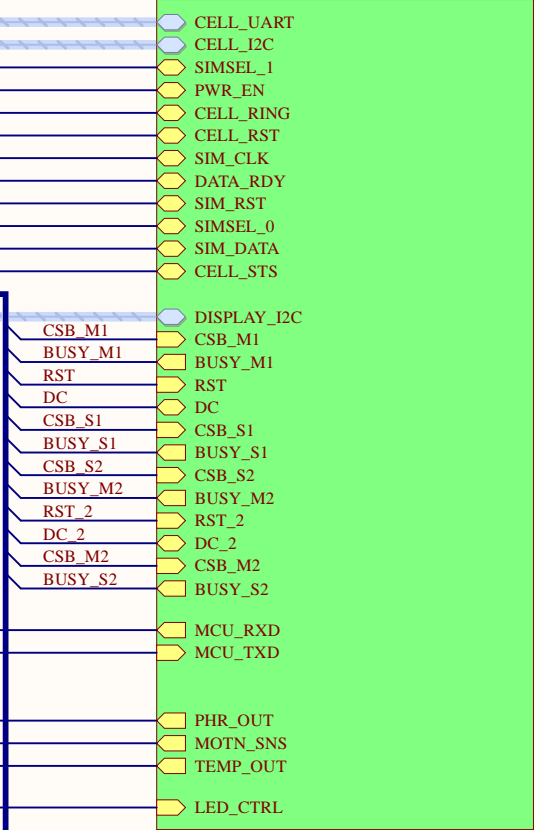 CELL_UART
CELL_I2C
SIMSEL_1
PWR_EN
CELL_RING
CELL_RST
SIM_CLK
DATA_RDY
SIM_RST
SIMSEL_0
SIM_DATA
CELL_STS
DISPLAY_I2C
CSB_M1 CSB_M1
BUSY_M1 BUSY_M1
RST RST
DC DC
CSB_S1 CSB_S1
BUSY_S1 BUSY_S1
CSB_S2 CSB_S2
BUSY_M2 BUSY_M2
RST_2 RST_2
DC_2 DC_2
CSB_M2 CSB_M2
BUSY_S2 BUSY_S2
MCU_RXD
MCU_TXD
PHR_OUT
MOTN_SNS
TEMP_OUT
LED_CTRL